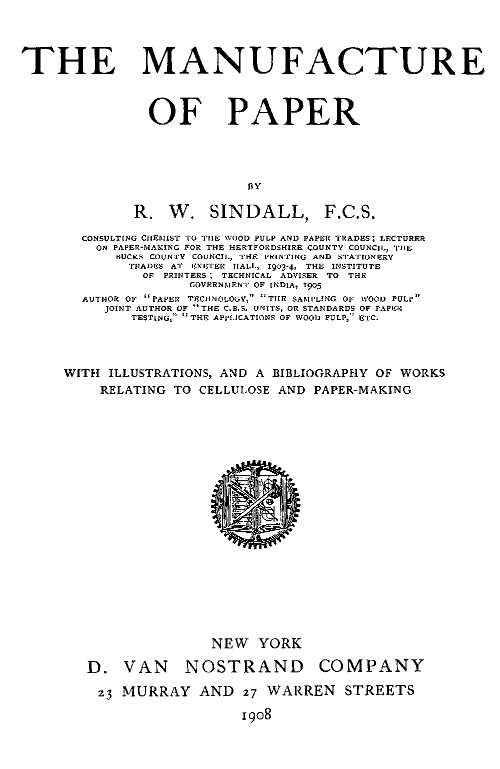 THE MANUFACTURE
OF PAPER
BY
R. W. SINDALL, F.C.S.
CONSULTING CHEMIST TO THE WOOD PULP AND PAPER TRADES; LECTURER
ON PAPER-MAKING FOR THE HERTFORDSHIRE COUNTY COUNCIL, THE
BUCKS COUNTY COUNCIL, THE PRINTING AND STATIONERY
TRADES AT EXETER HALL, 1903-4, THE INSTITUTE
OF PRINTERS; TECHNICAL ADVISER TO THE
GOVERNMENT OF INDIA, 1905
AUTHOR OF "PAPER TECHNOLOGY," "THE SAMPLING OF WOOD PULP"
JOINT AUTHOR OF "THE C.B.S. UNITS, OR STANDARDS OF PAPER
TESTING," "THE APPLICATIONS OF WOOD PULP," ETC.
WITH ILLUSTRATIONS, AND A BIBLIOGRAPHY OF WORKS
RELATING TO CELLULOSE AND PAPER-MAKING
NEW YORK
D. VAN NOSTRAND COMPANY
23 MURRAY AND 27 WARREN STREETS
1908